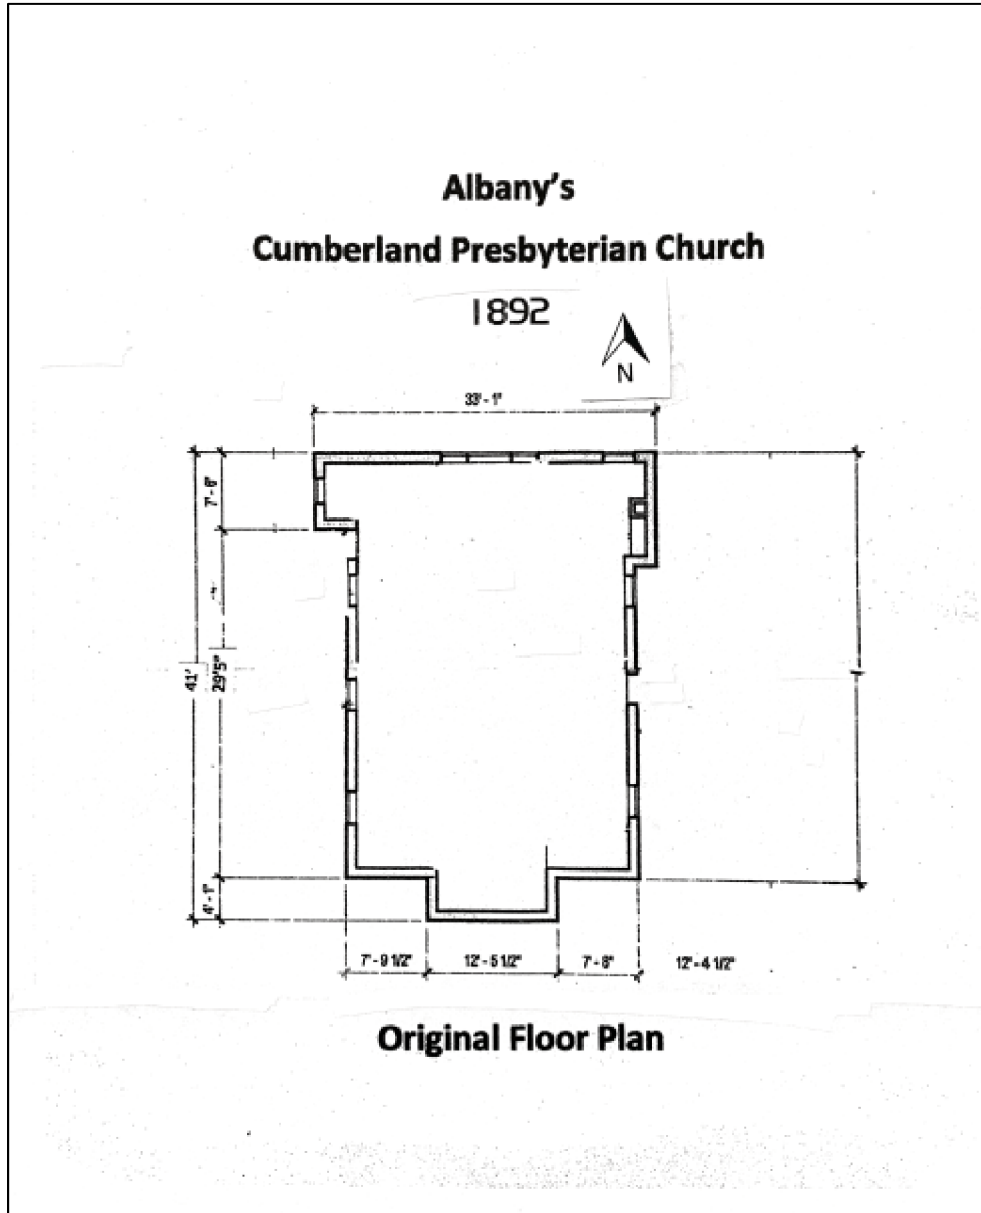 Albany's
Cumberland Presbyterian Church
1892
N
33' - 1"
7' - 6"
41'
29'5"
4' - 1"
7' - 9 1/2"
12' - 5 1/2"
7' - 8"
12' - 4 1/2"
Original Floor Plan